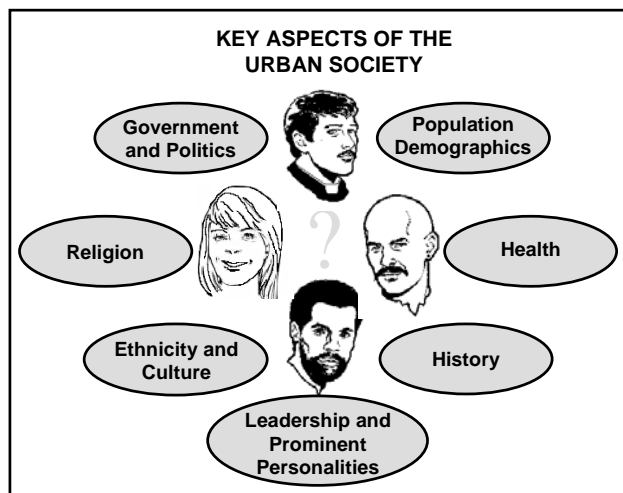 KEY ASPECTS OF THE
URBAN SOCIETY
Government
and Politics
Population
Demographics
?
Religion
Health
Ethnicity and
Culture
History
Leadership and
Prominent
Personalities